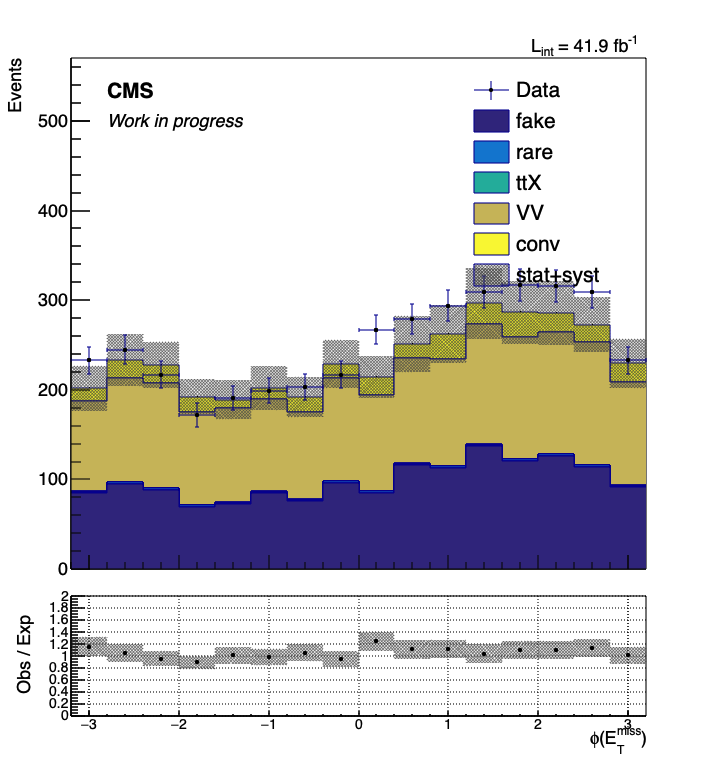 L_int = 41.9 fb^-1
Events
CMS
Work in progress
Data
fake
rare
ttX
VV
conv
stat+syst
500
400
300
200
100
0
Obs / Exp
2
1.8
1.6
1.4
1.2
1
0.8
0.6
0.4
0.2
0
−3 −2 −1 0 1 2 3
ϕ(E_T^miss)